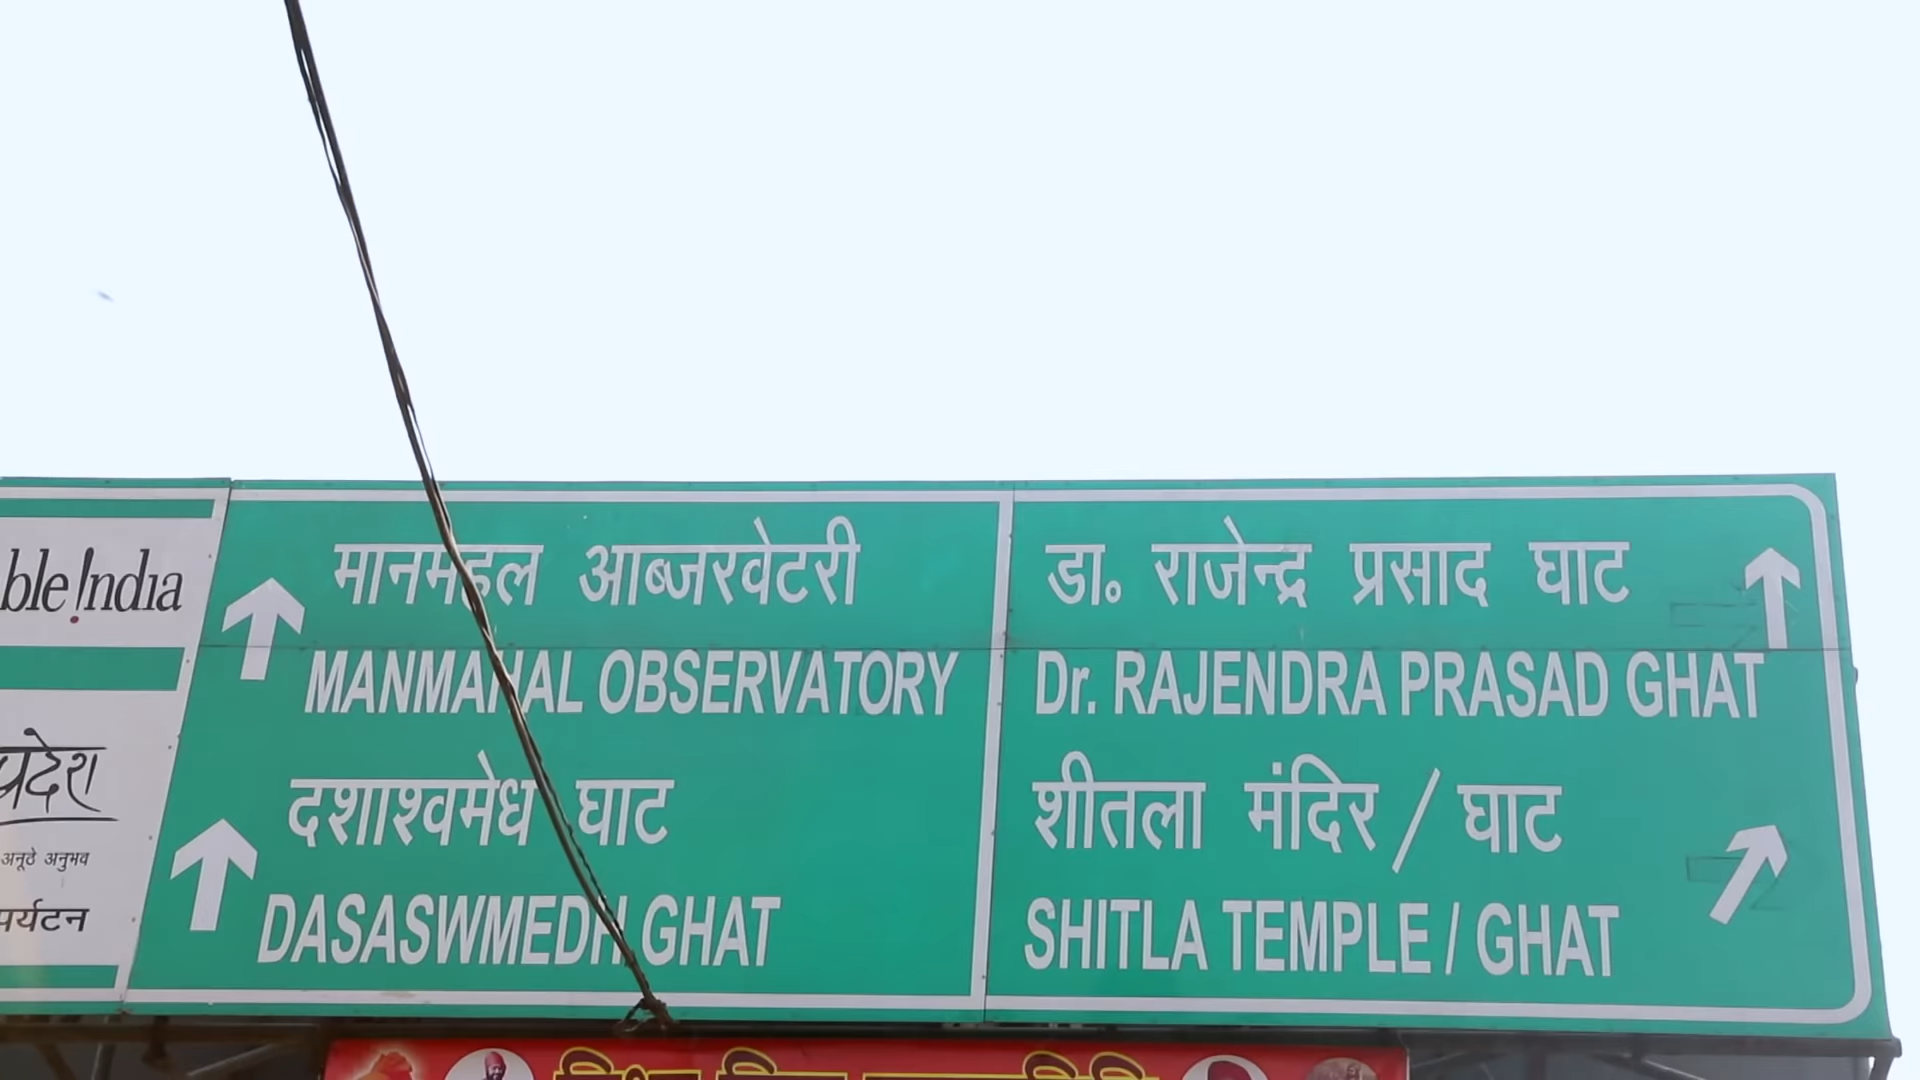 ble !ndia
प्रदेश
अनूठे अनुभव
पर्यटन
मानमहल आब्जरवेटरी
MANMAHAL OBSERVATORY
दशाश्वमेध घाट
DASASWMEDH GHAT
डा॰ राजेन्द्र प्रसाद घाट
Dr. RAJENDRA PRASAD GHAT
शीतला मंदिर / घाट
SHITLA TEMPLE / GHAT